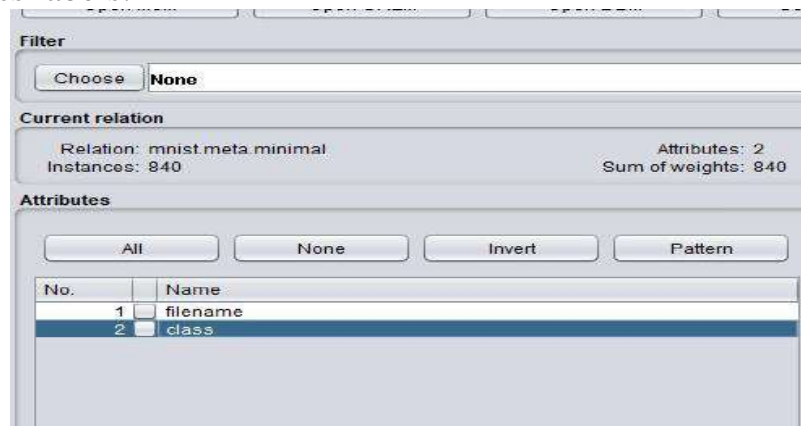 Filter
Choose None
Current relation
Relation: mnist.meta.minimal Attributes: 2
Instances: 840 Sum of weights: 840
Attributes
All None Invert Pattern
No. Name
1 filename
2 class